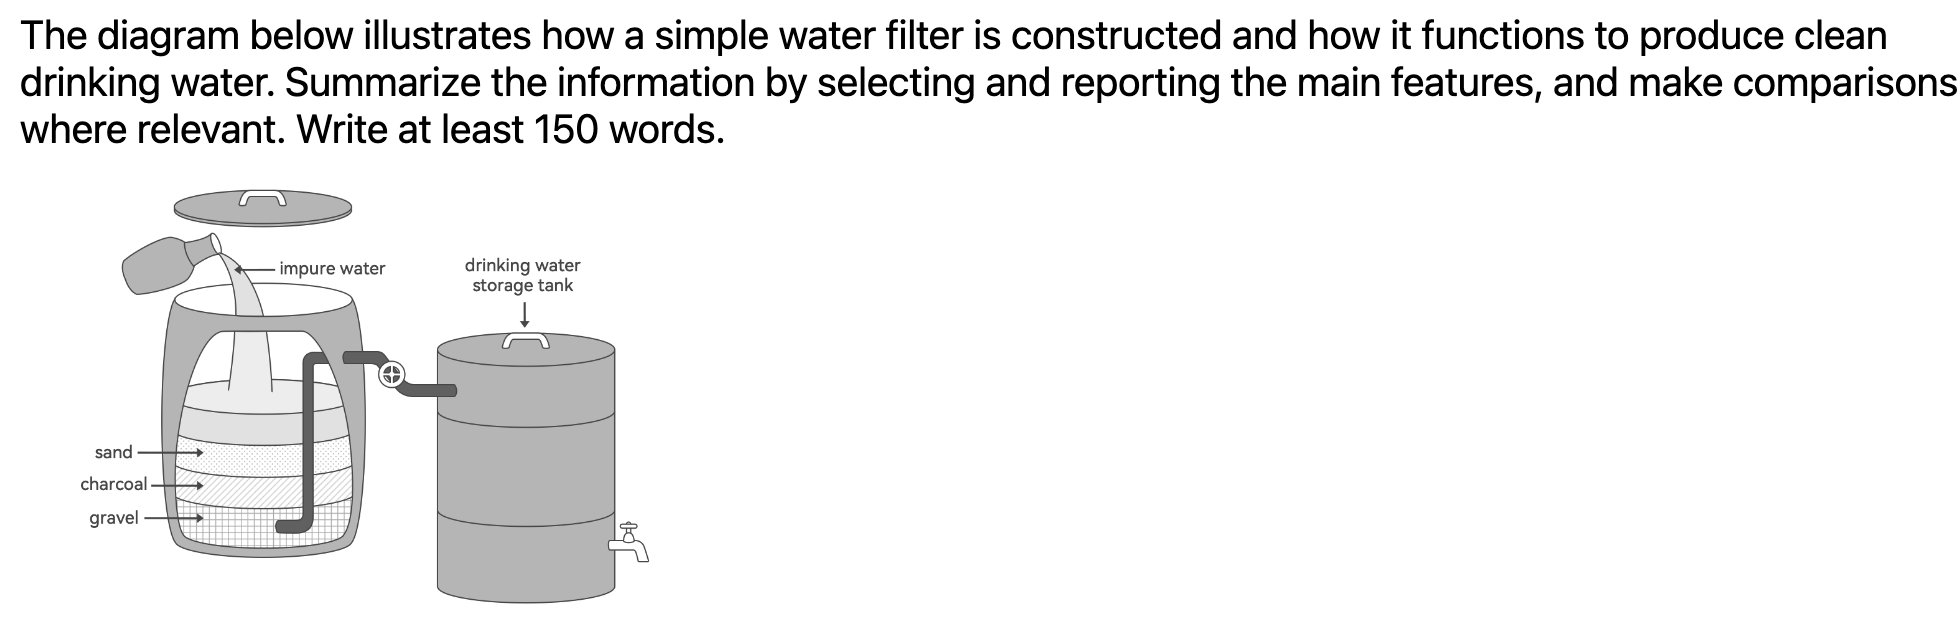 The diagram below illustrates how a simple water filter is constructed and how it functions to produce clean
drinking water. Summarize the information by selecting and reporting the main features, and make comparisons
where relevant. Write at least 150 words.
impure water
drinking water
storage tank
sand
charcoal
gravel